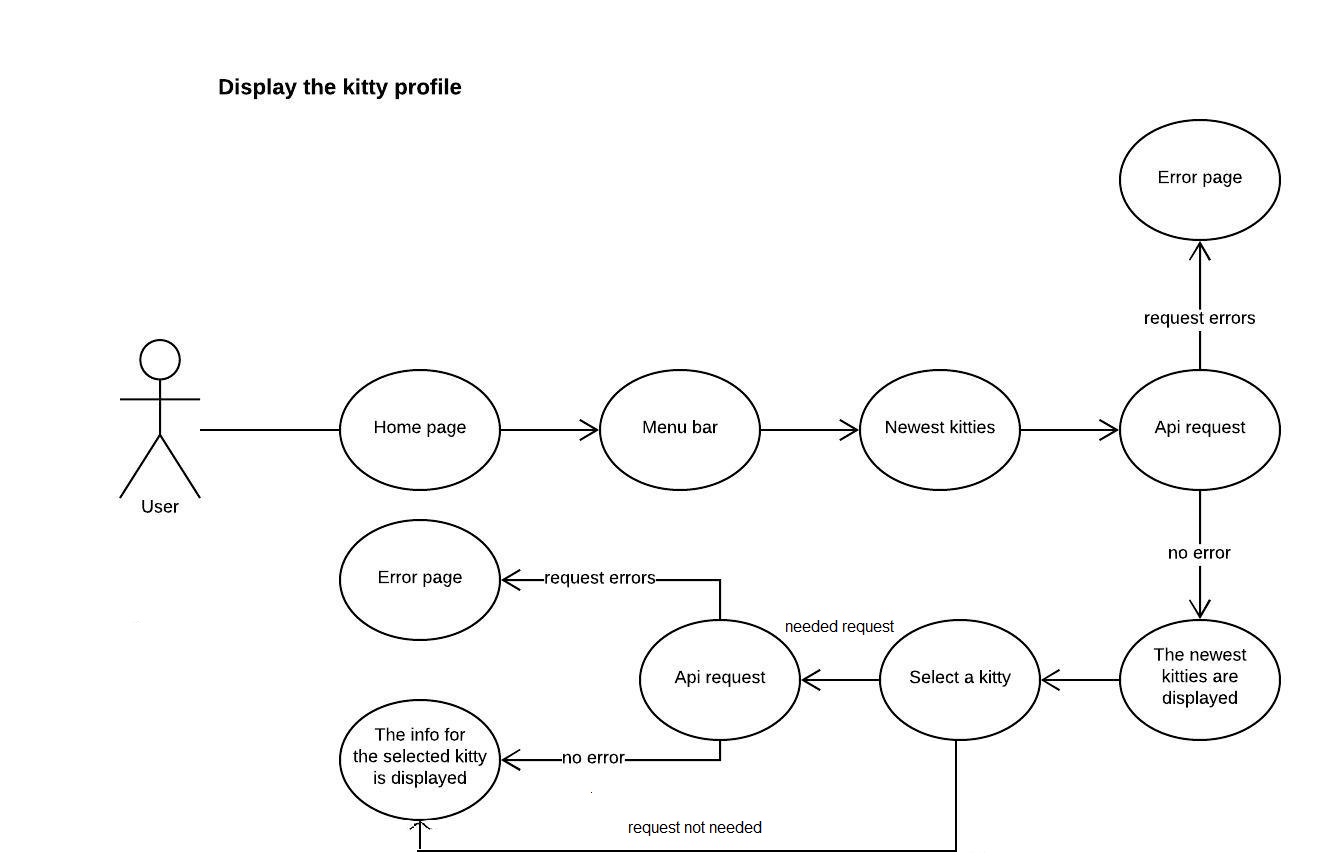 Display the kitty profile
Error page
request errors
Home page
Menu bar
Newest kitties
Api request
User
no error
Error page
request errors
needed request
Api request
Select a kitty
The newest
kitties are
displayed
The info for
the selected kitty
is displayed
no error
request not needed